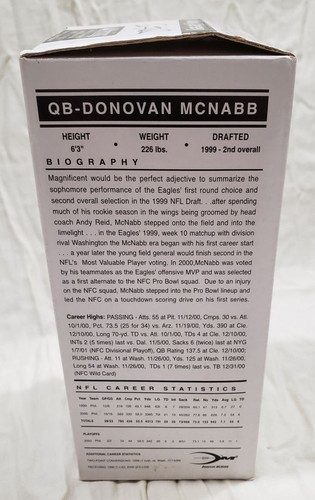 QB-DONOVAN MCNABB
HEIGHT WEIGHT DRAFTED
6'3" • 226 lbs. • 1999 - 2nd overall
BIOGRAPHY
Magnificent would be the perfect adjective to summarize the
sophomore performance of the Eagles' first round choice and
second overall selection in the 1999 NFL Draft. . .after spending
much of his rookie season in the wings being groomed by head
coach Andy Reid, McNabb stepped onto the field and into the
limelight . . . in the Eagles' 1999, week 10 matchup with division
rival Washington the McNabb era began with his first career start
. . . a year later the young field general would finish second in the
NFL's Most Valuable Player voting. In 2000,McNabb was voted
by his teammates as the Eagles' offensive MVP and was selected
as a first alternate to the NFC Pro Bowl squad. Due to an injury
on the NFC squad, McNabb stepped into the Pro Bowl lineup and
led the NFC on a touchdown scoring drive on his first series.
Career Highs: PASSING - Atts. 55 at Pit. 11/12/00, Cmps. 30 vs. Atl.
10/1/00, Pct. 73.5 (25 for 34) vs. Arz. 11/19/00, Yds. 390 at Cle.
12/10/00, Long 70-yd. TD vs. Atl. 10/1/00, TDs 4 at Cle. 12/10/00,
INTs 2 (5 times) last vs. Dal. 11/5/00, Sacks 6 (twice) last at NYG
1/7/01 (NFC Divisional Playoff), QB Rating 137.5 at Cle. 12/10/00;
RUSHING - Att. 11 at Wash. 11/26/00, Yds. 125 at Wash. 11/26/00,
Long 54 at Wash. 11/26/00, TDs 1 (7 times) last vs. TB 12/31/00
(NFC Wild Card)
NFL CAREER STATISTICS
Year Team
TOTALS
PLAYOFFS
ADDITIONAL CAREER STATISTICS